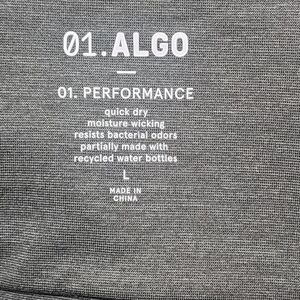 01.ALGO
01. PERFORMANCE
quick dry
moisture wicking
resists bacterial odors
partially made with
recycled water bottles
L
MADE IN
CHINA